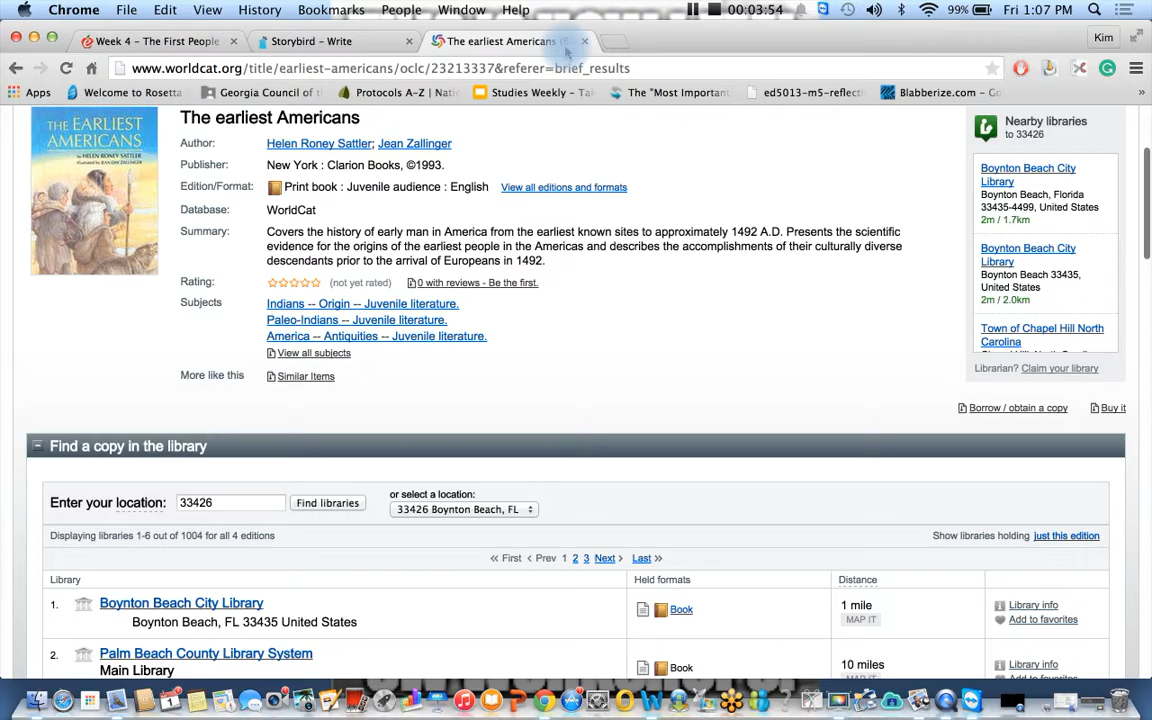 Chrome File Edit View History Bookmarks People Window Help 00:03:54 99% Fri 1:07 PM
Week 4 – The First People Storybird - Write The earliest Americans Kim
www.worldcat.org/title/earliest-americans/oclc/23213337&referer=brief_results
Apps Welcome to Rosetta Georgia Council of Protocols A-Z | Nati Studies Weekly - Tak The "Most Important ed5013-m5-reflect Blabberize.com - Go »
THE EARLIEST
AMERICANS
BY HELEN RONEY SATTLER
The earliest Americans
Author: Helen Roney Sattler; Jean Zallinger
Publisher: New York : Clarion Books, ©1993.
Edition/Format: Print book : Juvenile audience : English View all editions and formats
Database: WorldCat
Summary: Covers the history of early man in America from the earliest known sites to approximately 1492 A.D. Presents the scientific
evidence for the origins of the earliest people in the Americas and describes the accomplishments of their culturally diverse
descendants prior to the arrival of Europeans in 1492.
Rating: (not yet rated) 0 with reviews - Be the first.
Subjects Indians -- Origin -- Juvenile literature.
Paleo-Indians -- Juvenile literature.
America -- Antiquities -- Juvenile literature.
View all subjects
More like this Similar Items
Nearby libraries
to 33426
Boynton Beach City
Library
Boynton Beach, Florida
33435-4499, United States
2m / 1.7km
Boynton Beach City
Library
Boynton Beach 33435,
United States
2m / 2.0km
Town of Chapel Hill North
Carolina
Librarian? Claim your library
Borrow / obtain a copy Buy it
Find a copy in the library
Enter your location: 33426 Find libraries
or select a location:
33426 Boynton Beach, FL
Displaying libraries 1-6 out of 1004 for all 4 editions Show libraries holding just this edition
<< First < Prev 1 2 3 Next > Last >>
Library Held formats Distance
1. Boynton Beach City Library Book 1 mile Library info
Boynton Beach, FL 33435 United States MAP IT Add to favorites
2. Palm Beach County Library System Book 10 miles Library info
Main Library MAP IT Add to favorites